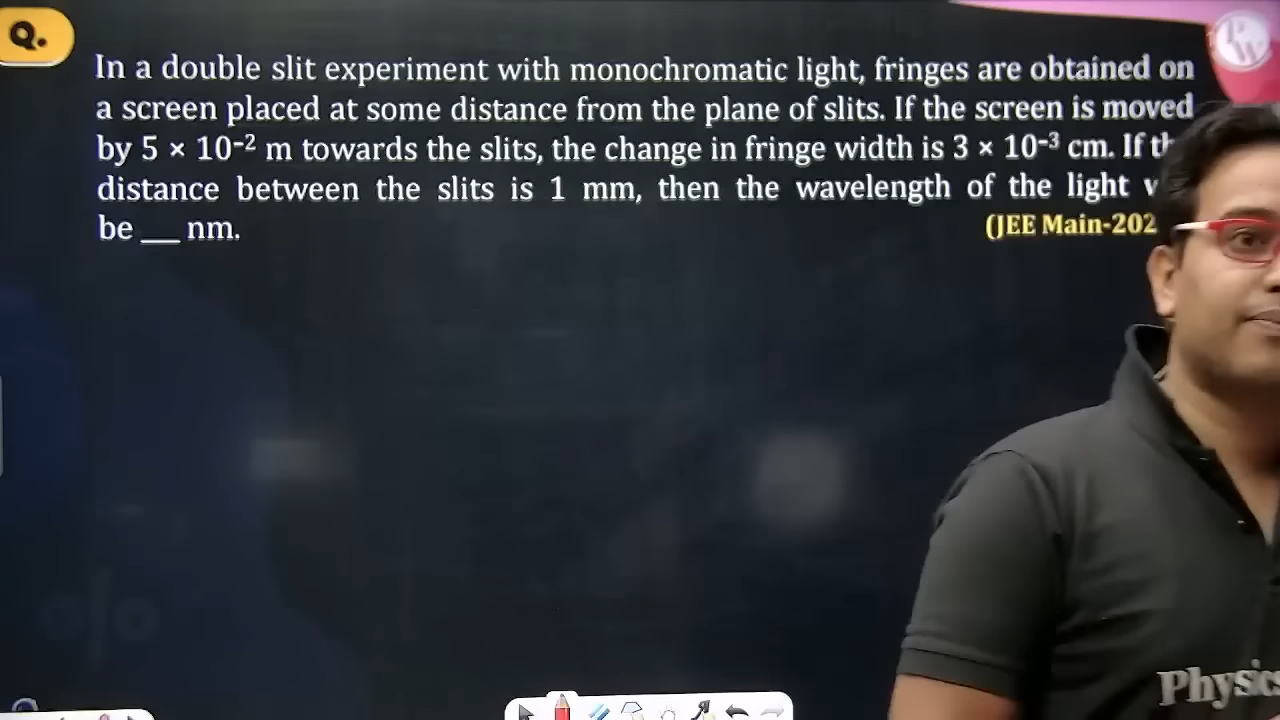 Q.
In a double slit experiment with monochromatic light, fringes are obtained on
a screen placed at some distance from the plane of slits. If the screen is moved
by 5 × 10⁻² m towards the slits, the change in fringe width is 3 × 10⁻³ cm. If
distance between the slits is 1 mm, then the wavelength of the light
be __ nm.
(JEE Main-202
PW
Physics